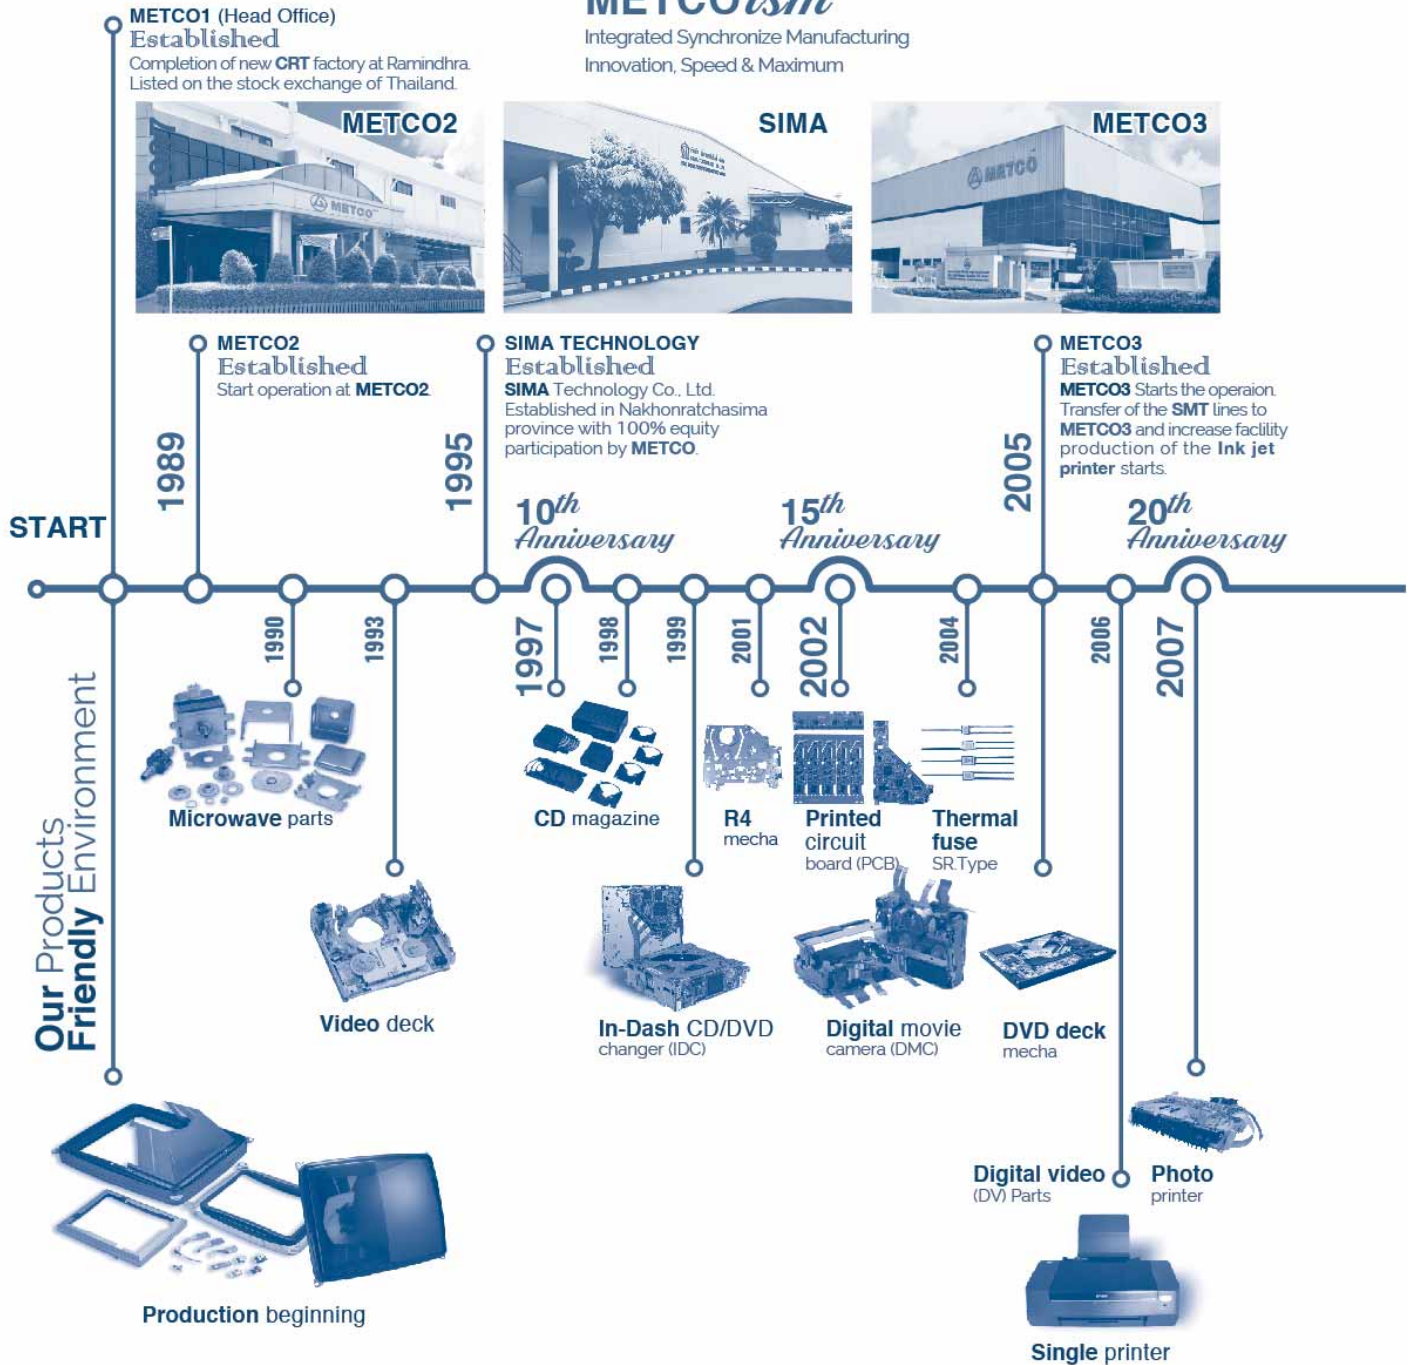 METCOism
Integrated Synchronize Manufacturing
Innovation, Speed & Maximum
METCO1 (Head Office)
Established
Completion of new CRT factory at Ramindhra.
Listed on the stock exchange of Thailand.
METCO2
METCO
SIMA
METCO3
METCO
METCO2
Established
Start operation at METCO2.
1989
SIMA TECHNOLOGY
Established
SIMA Technology Co., Ltd.
Established in Nakhonratchasima
province with 100% equity
participation by METCO.
1995
METCO3
Established
METCO3 Starts the operaion.
Transfer of the SMT lines to
METCO3 and increase faclility
production of the Ink jet
printer starts.
2005
START
10th
Anniversary
15th
Anniversary
20th
Anniversary
1990
1993
1997
1998
1999
2001
2002
2004
2006
2007
Our Products
Friendly Environment
Microwave parts
CD magazine
R4
mecha
Printed
circuit
board (PCB)
Thermal
fuse
SR.Type
Video deck
In-Dash CD/DVD
changer (IDC)
Digital movie
camera (DMC)
DVD deck
mecha
Digital video
(DV) Parts
Photo
printer
Production beginning
Single printer